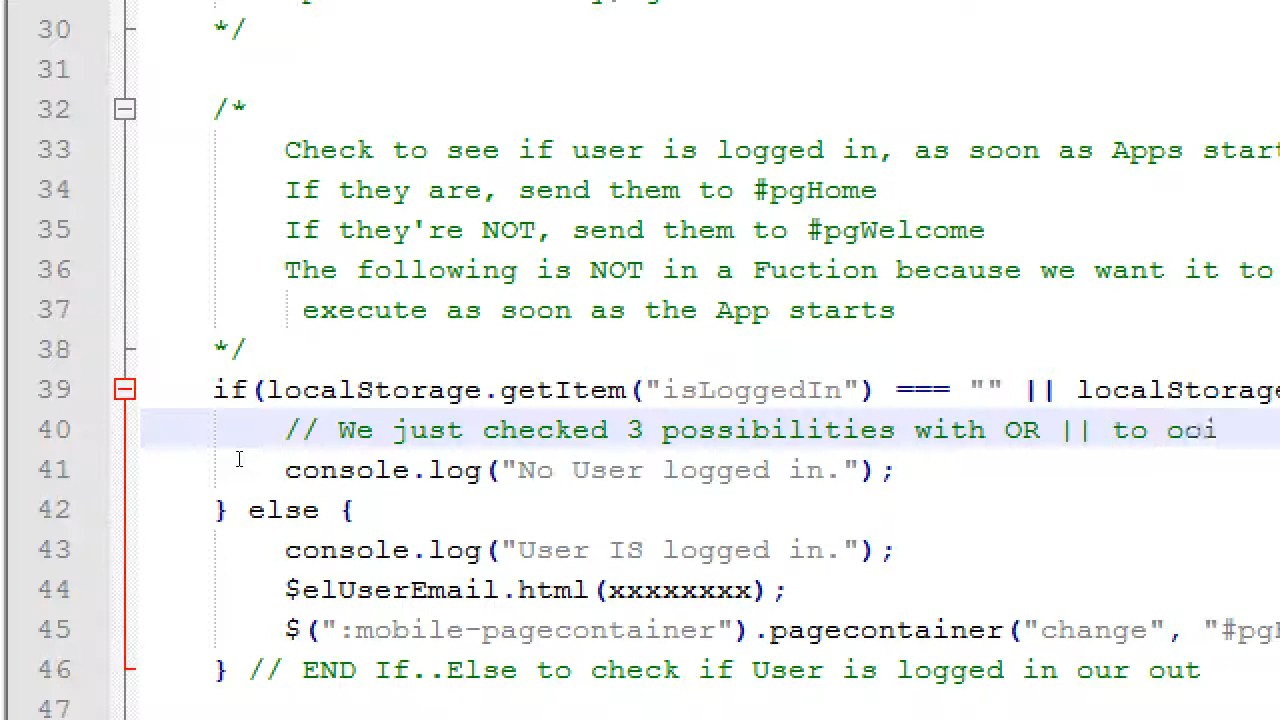 30 */
31
32 /*
33 Check to see if user is logged in, as soon as Apps start
34 If they are, send them to #pgHome
35 If they're NOT, send them to #pgWelcome
36 The following is NOT in a Fuction because we want it to
37 execute as soon as the App starts
38 */
39 if(localStorage.getItem("isLoggedIn") === "" || localStorage
40 // We just checked 3 possibilities with OR || to
41 console.log("No User logged in.");
42 } else {
43 console.log("User IS logged in.");
44 $elUserEmail.html(xxxxxxxx);
45 $(":mobile-pagecontainer").pagecontainer("change", "#pg
46 } // END If..Else to check if User is logged in our out
47